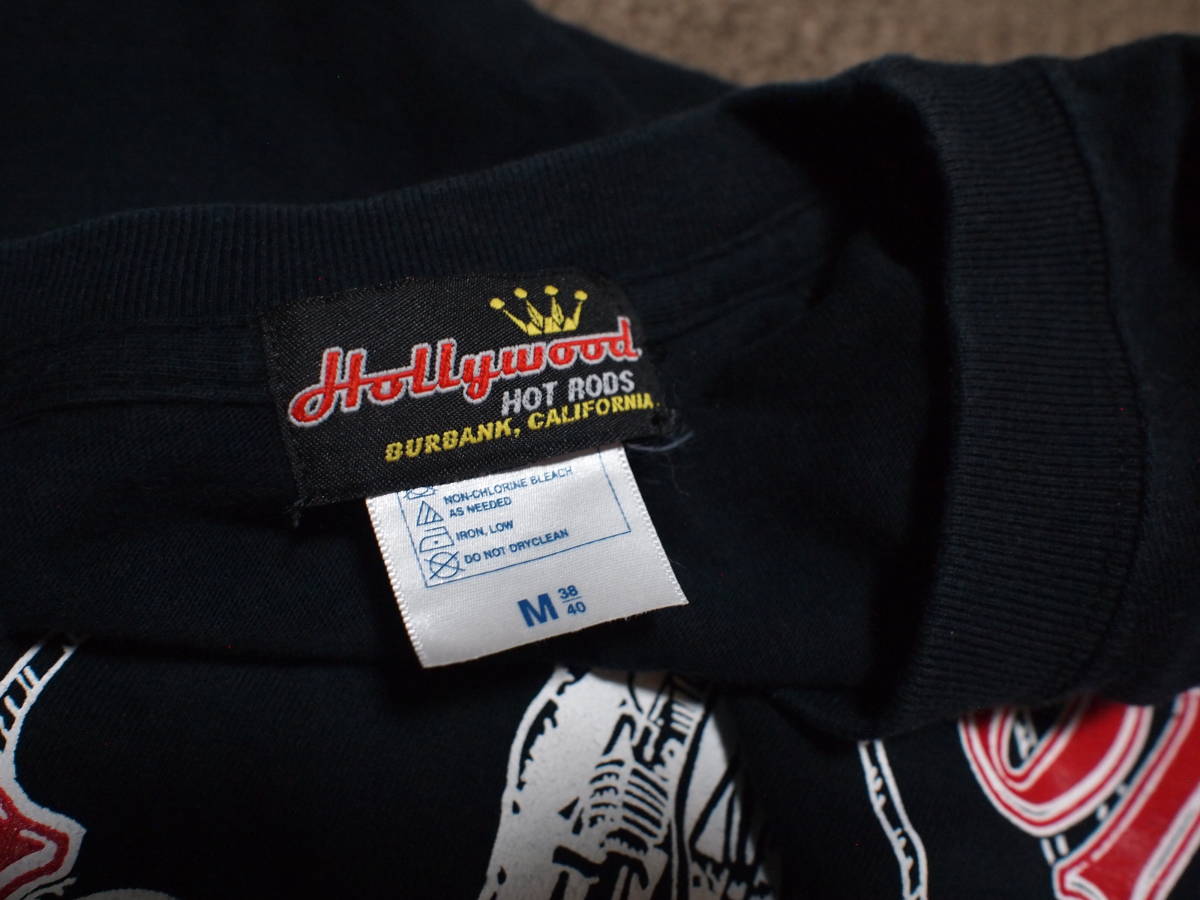 Hollywood
HOT RODS
BURBANK, CALIFORNIA
NON-CHLORINE BLEACH
AS NEEDED
IRON, LOW
DO NOT DRYCLEAN
M 38/40